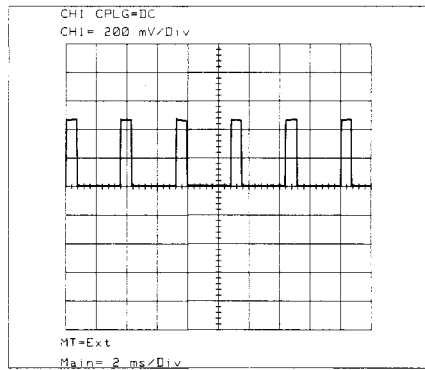 CH1 CPLG=DC
CH1= 200 mV/Div
MT=Ext
Main= 2 ms/Div